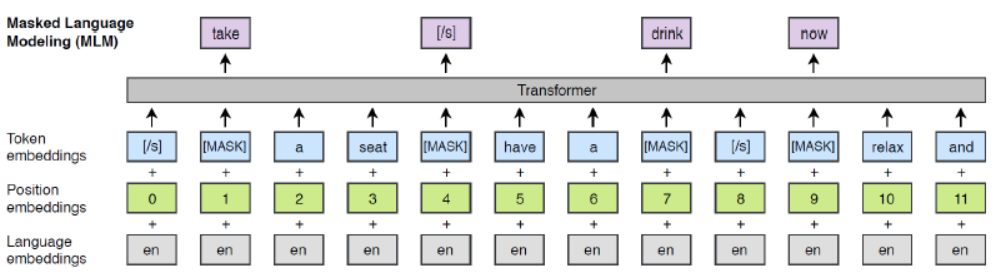 Masked Language
Modeling (MLM)
take [/s] drink now
Transformer
Token
embeddings
[/s] [MASK] a seat [MASK] have a [MASK] [/s] [MASK] relax and
+ + + + + + + + + + + +
Position
embeddings
0 1 2 3 4 5 6 7 8 9 10 11
+ + + + + + + + + + + +
Language
embeddings
en en en en en en en en en en en en